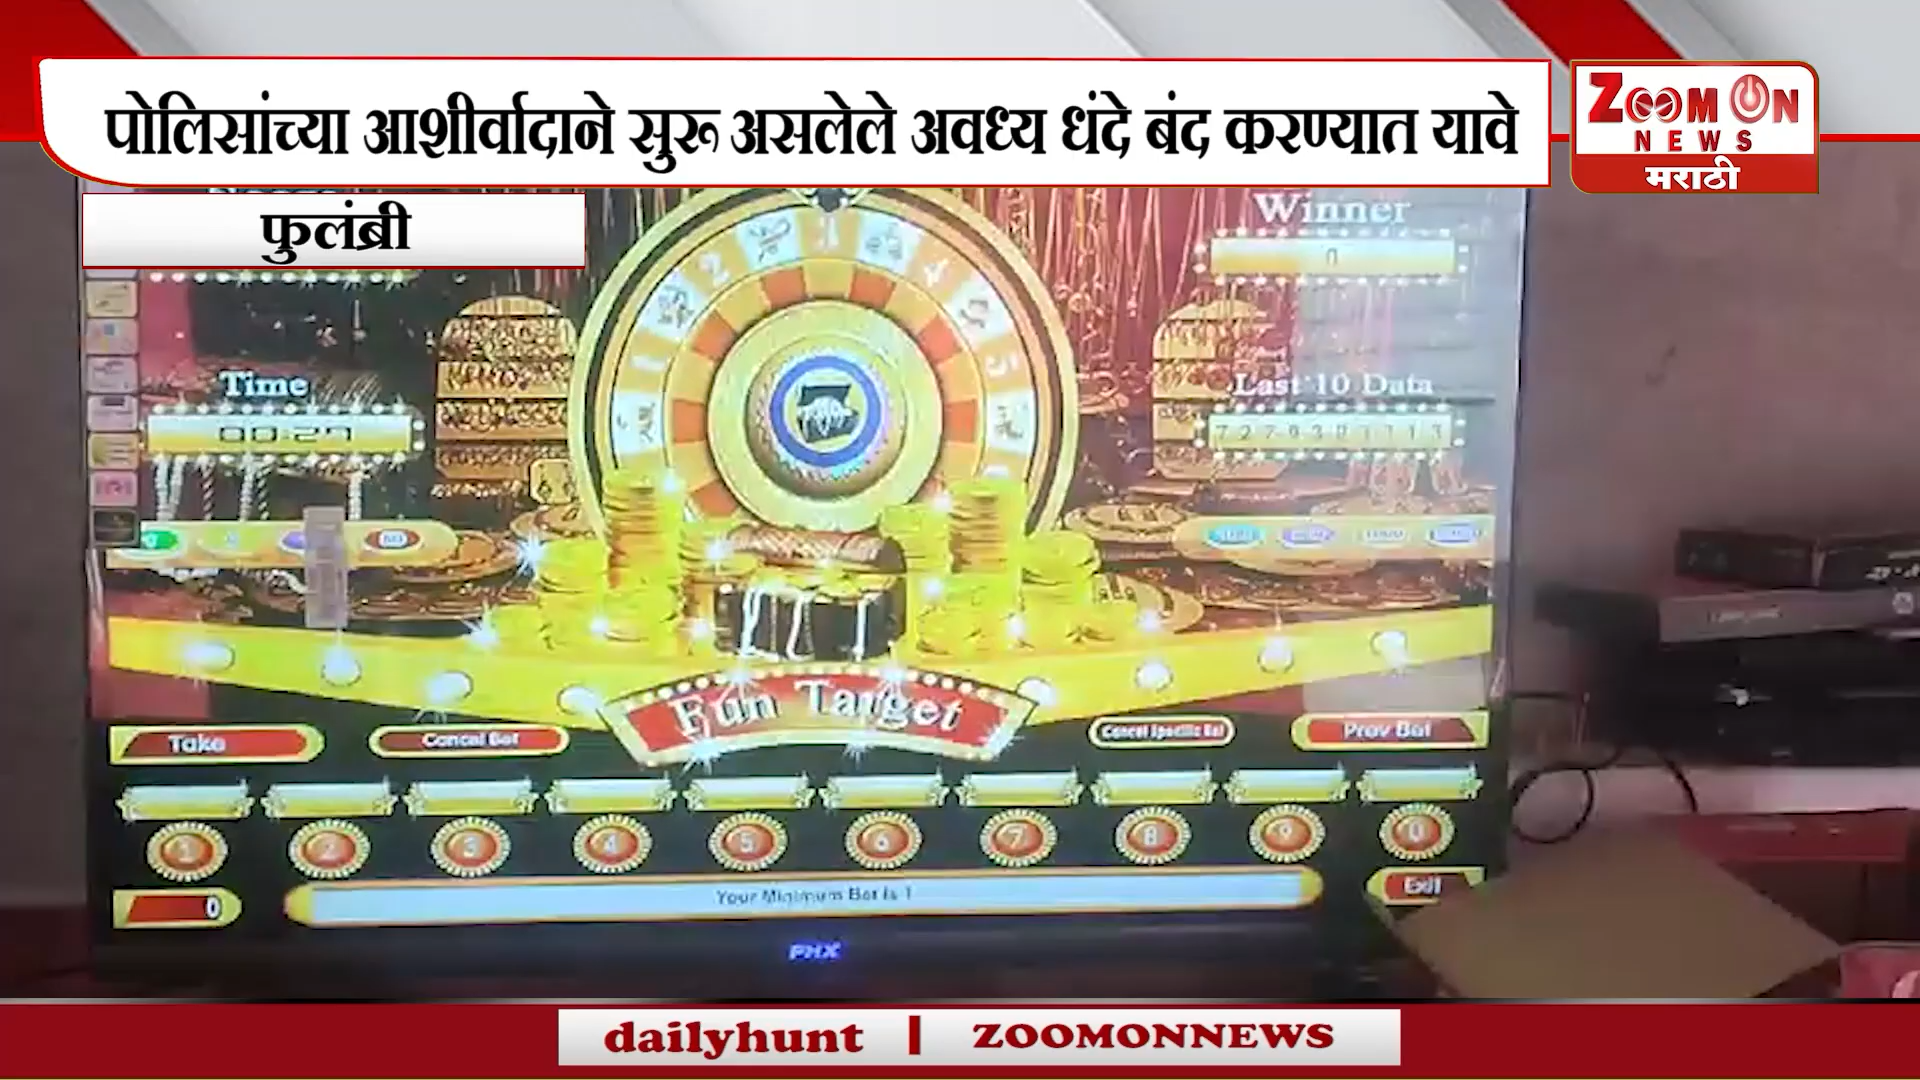 पोलिसांच्या आशीर्वादाने सुरू असलेले अवध्य धंदे बंद करण्यात यावे
ZOOM ON
NEWS
मराठी
फुलंब्री
Winner
0
Time
00:27
Last 10 Data
Fun Target
Take
Cancel Bet
Cancel Specific Bet
Prev Bet
1 2 3 4 5 6 7 8 9 0
0
Your Minimum Bet Is 1
Exit
PHX
dailyhunt | ZOOMONNEWS